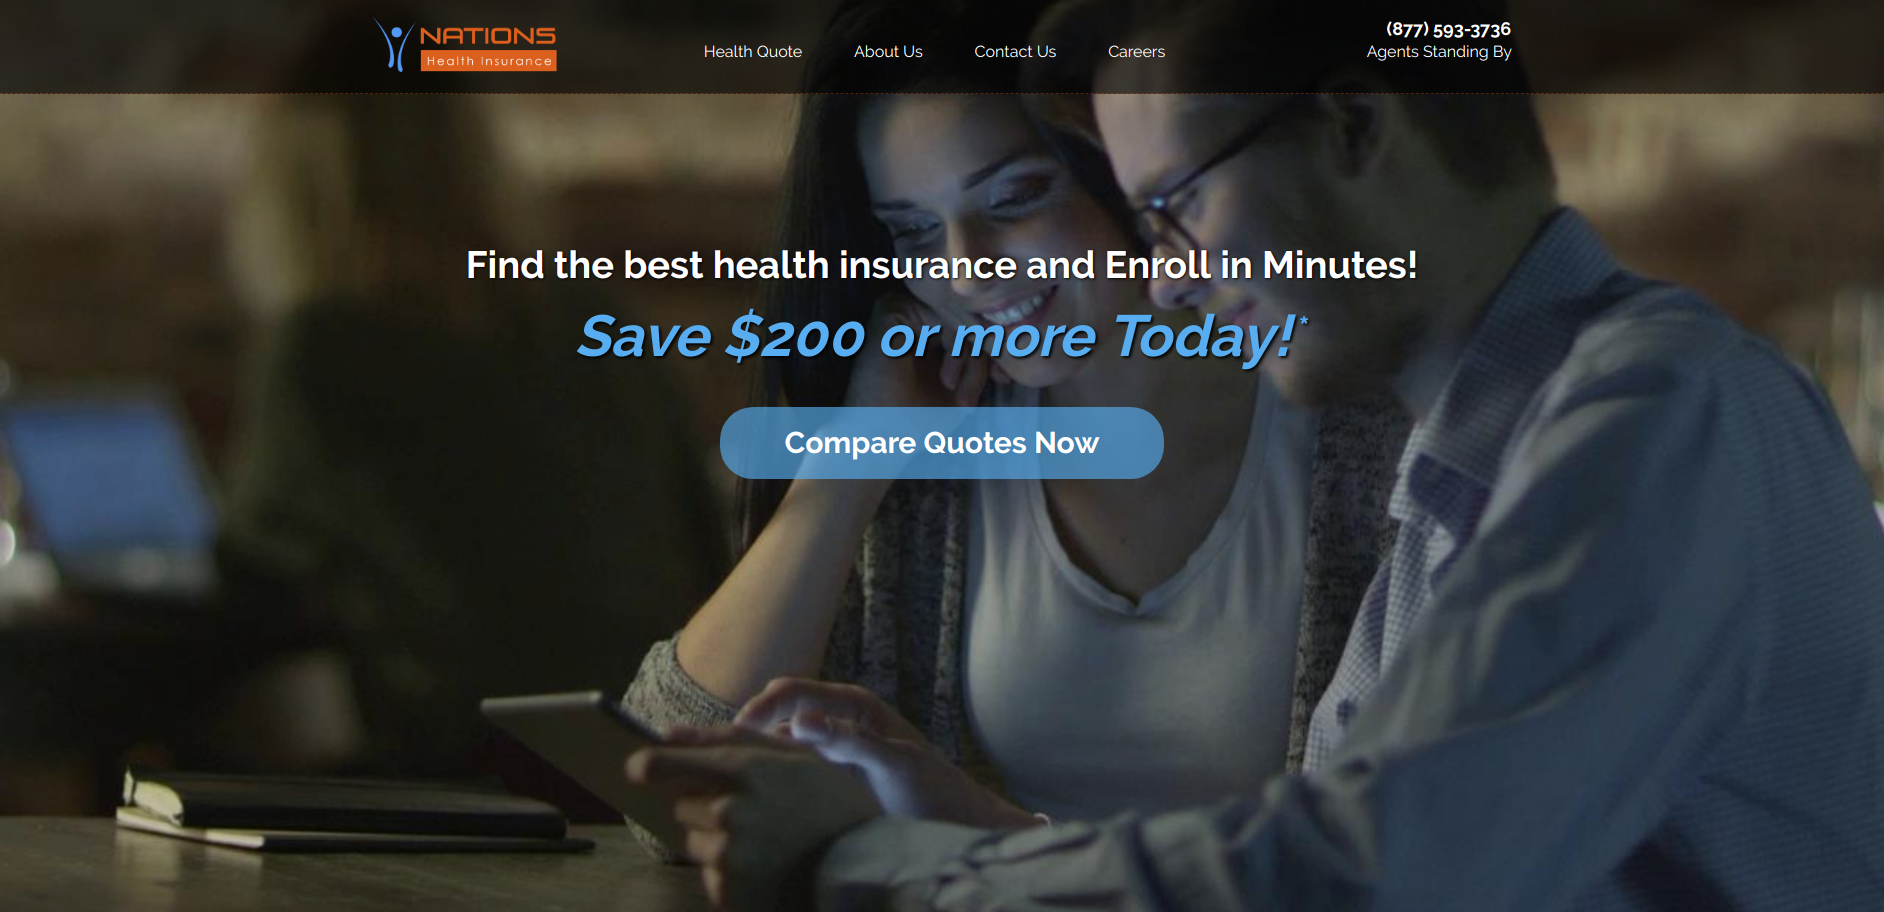 NATIONS
Health Insurance
Health Quote
About Us
Contact Us
Careers
(877) 593-3736
Agents Standing By
Find the best health insurance and Enroll in Minutes!
Save $200 or more Today!*
Compare Quotes Now